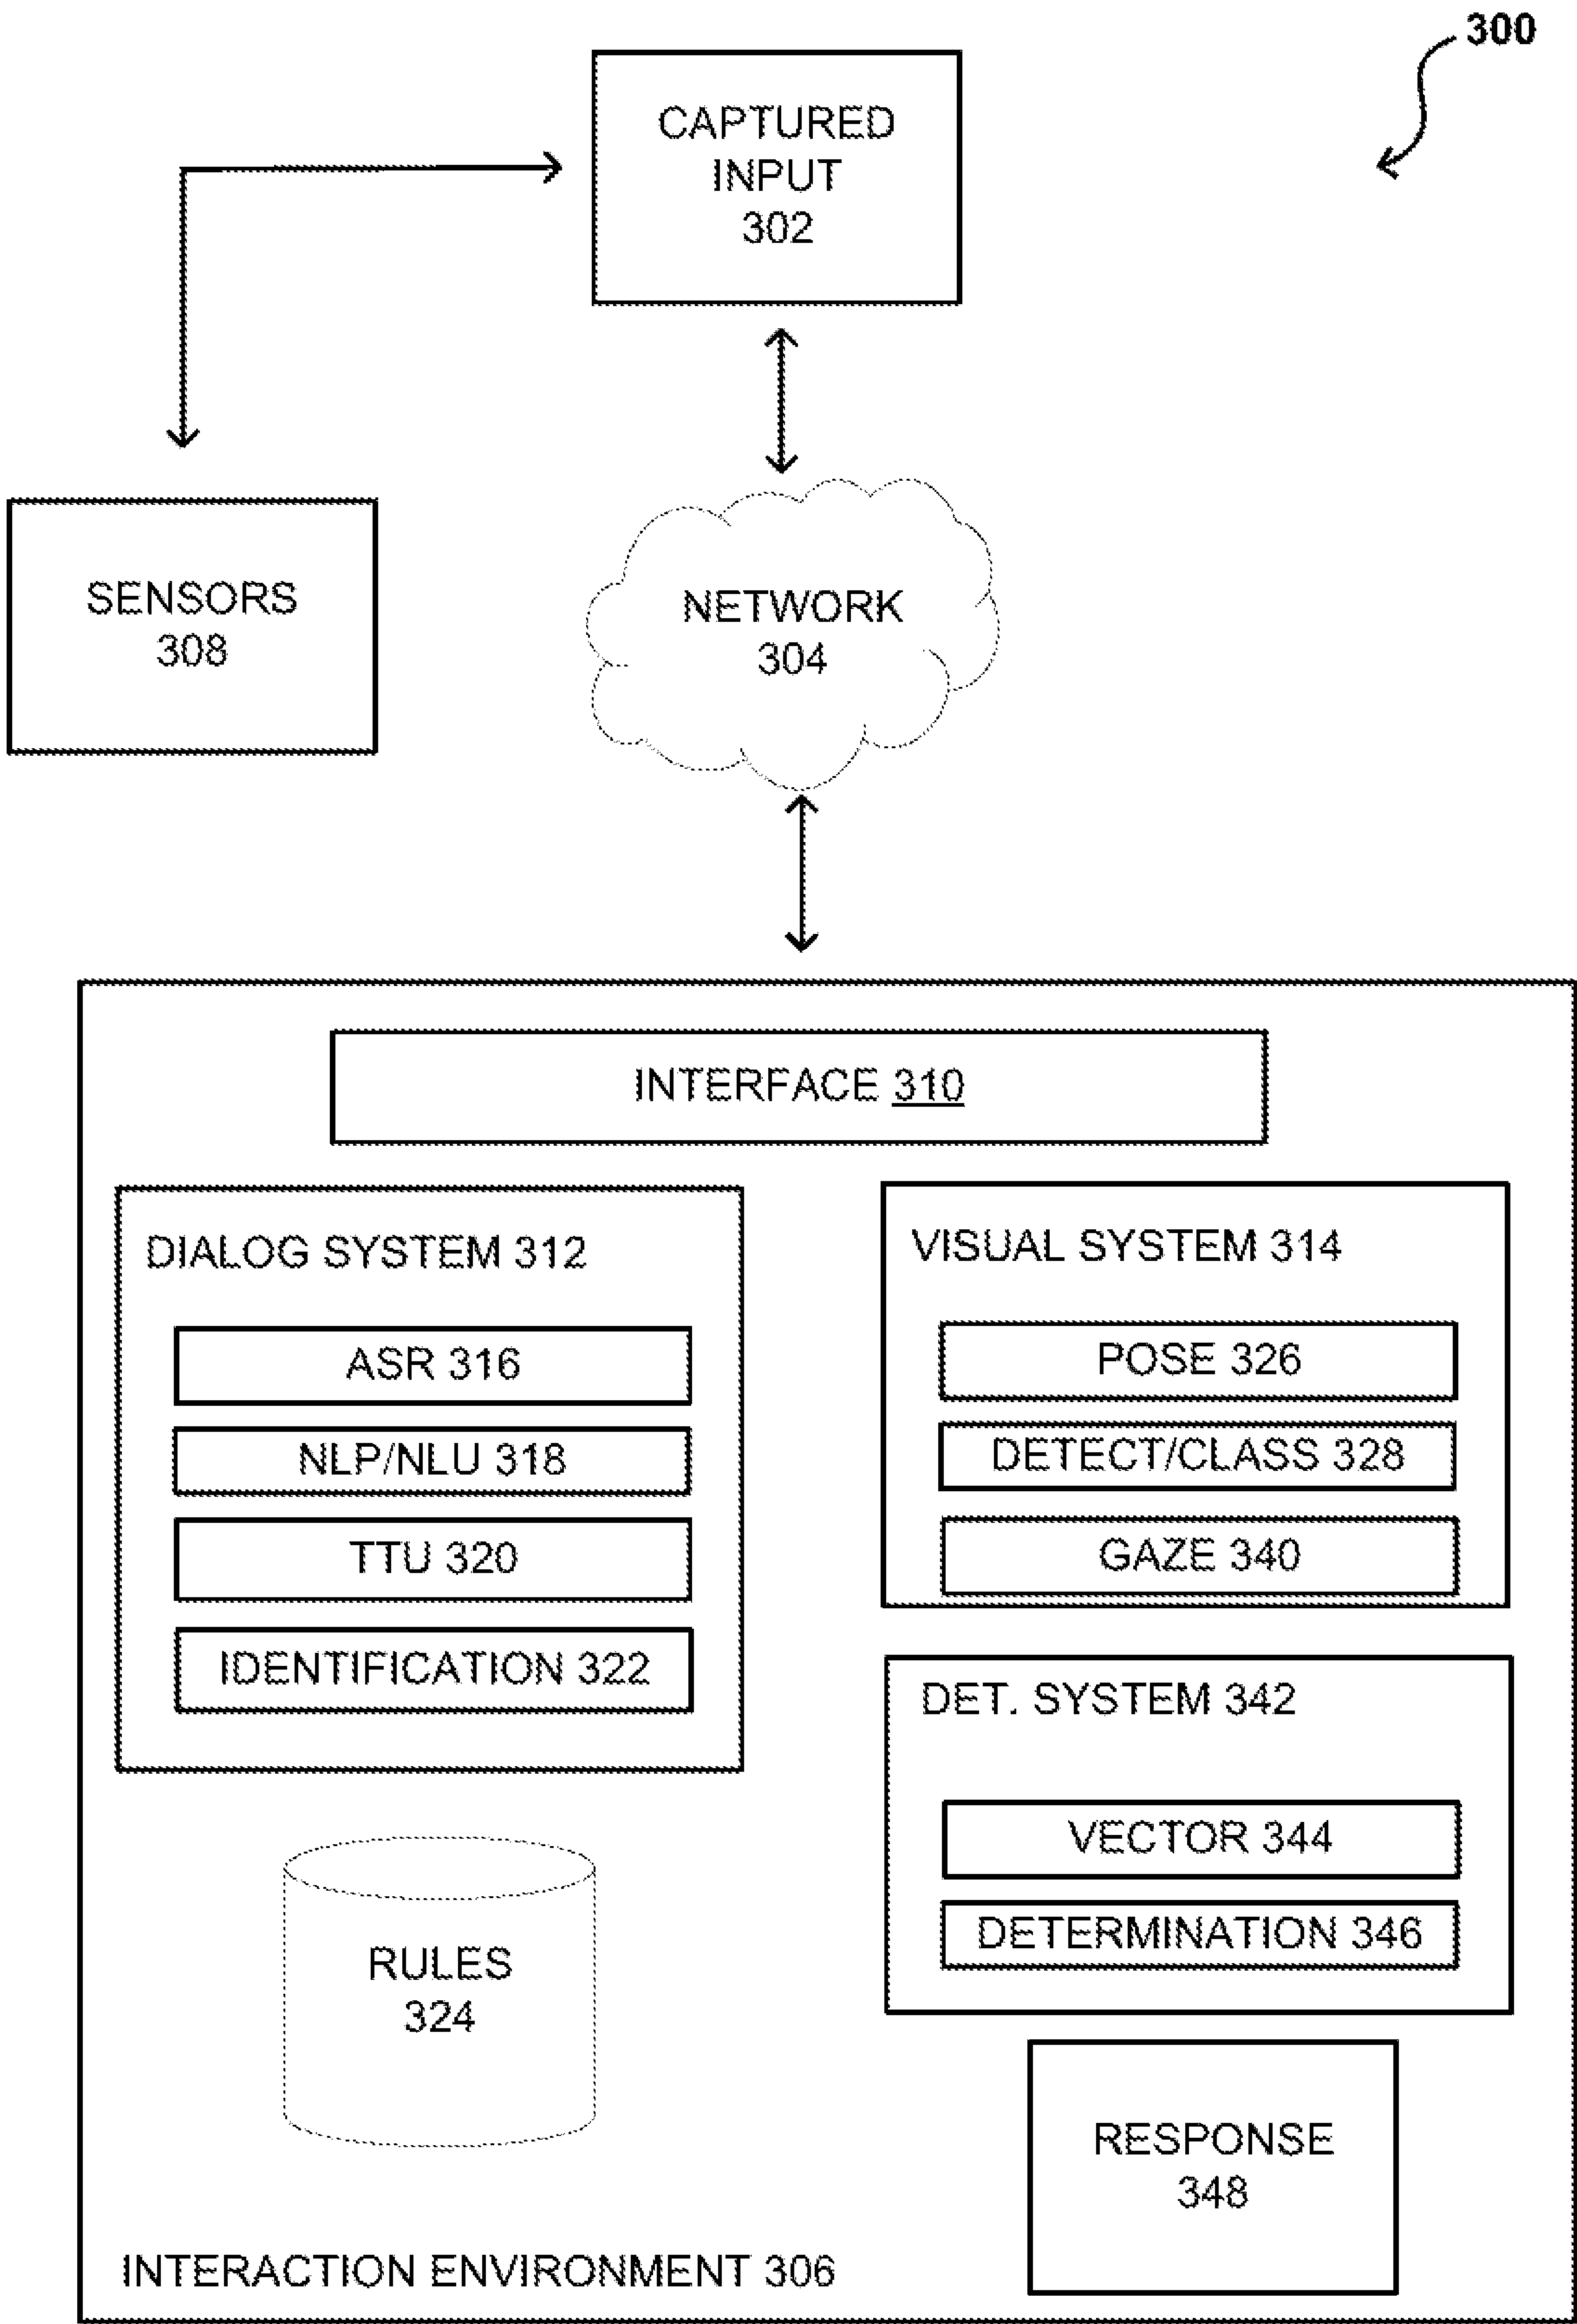 300
CAPTURED
INPUT
302
SENSORS
308
NETWORK
304
INTERFACE 310
DIALOG SYSTEM 312
ASR 316
NLP/NLU 318
TTU 320
IDENTIFICATION 322
VISUAL SYSTEM 314
POSE 326
DETECT/CLASS 328
GAZE 340
DET. SYSTEM 342
VECTOR 344
DETERMINATION 346
RULES
324
RESPONSE
348
INTERACTION ENVIRONMENT 306